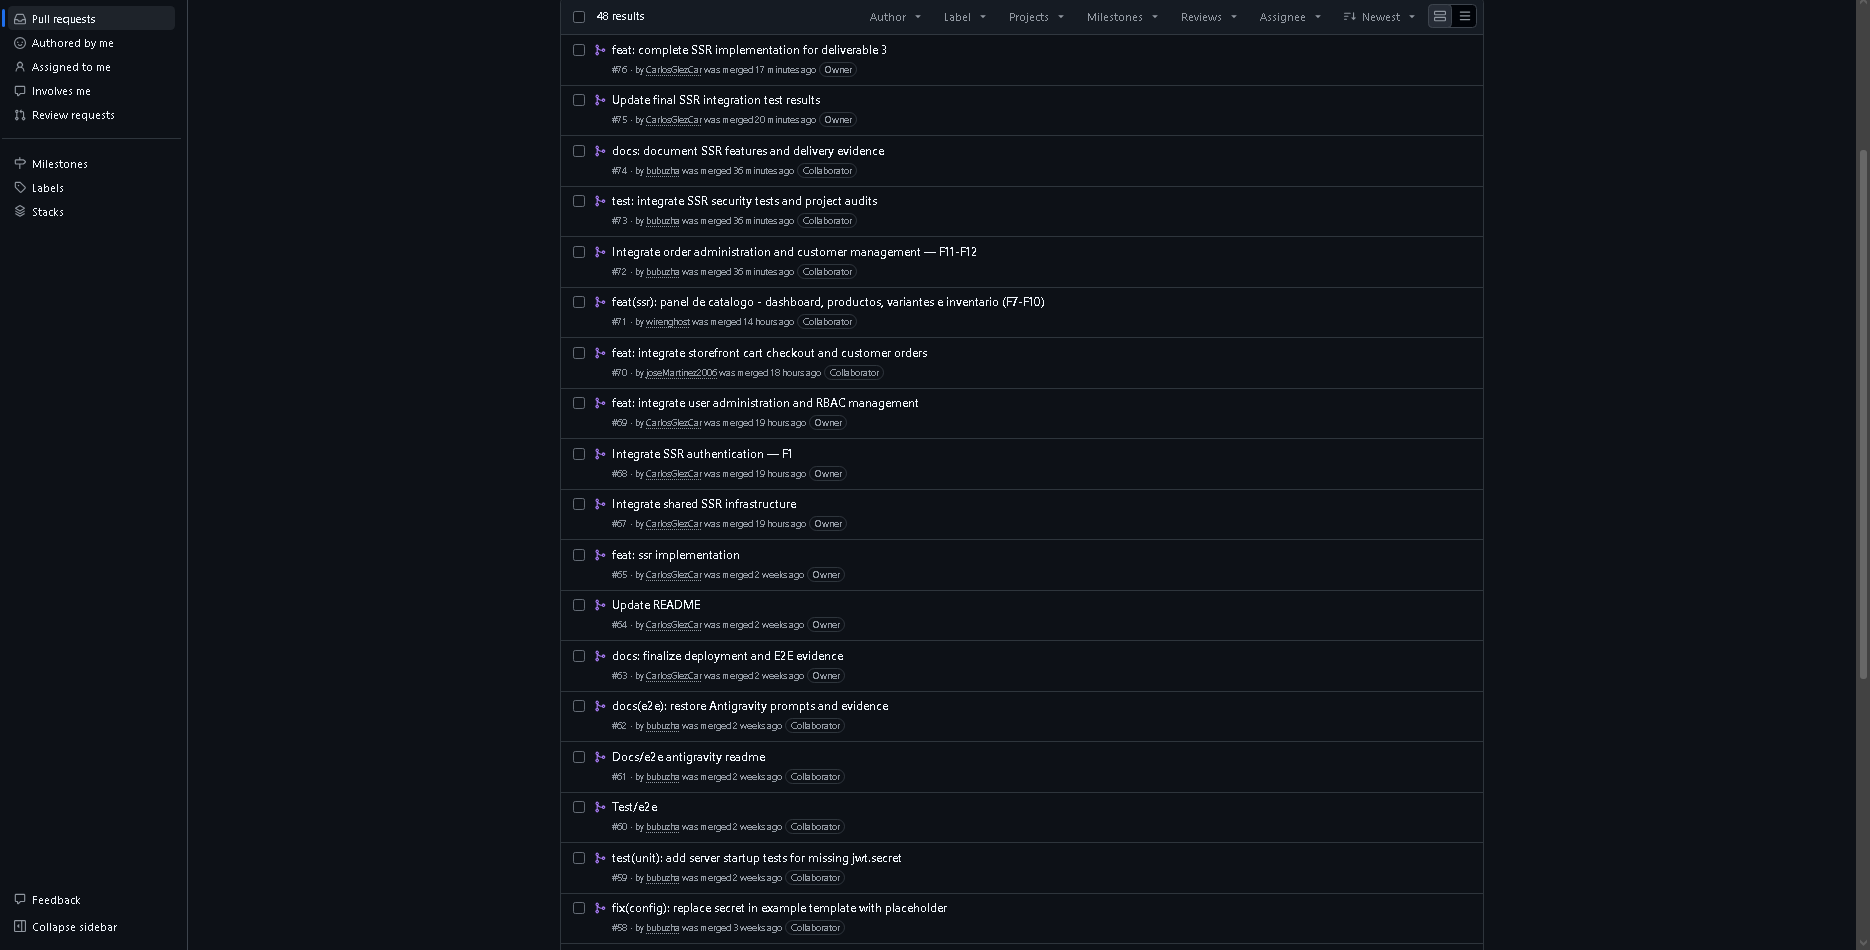 Pull requests
Authored by me
Assigned to me
Involves me
Review requests
Milestones
Labels
Stacks
Feedback
Collapse sidebar
48 results
Author
Label
Projects
Milestones
Reviews
Assignee
Newest
feat: complete SSR implementation for deliverable 3
#76 · by CarlosGlezCar was merged 17 minutes ago Owner
Update final SSR integration test results
#75 · by CarlosGlezCar was merged 20 minutes ago Owner
docs: document SSR features and delivery evidence
#74 · by bubuzha was merged 36 minutes ago Collaborator
test: integrate SSR security tests and project audits
#73 · by bubuzha was merged 36 minutes ago Collaborator
Integrate order administration and customer management — F11-F12
#72 · by bubuzha was merged 36 minutes ago Collaborator
feat(ssr): panel de catalogo - dashboard, productos, variantes e inventario (F7-F10)
#71 · by wirenghost was merged 14 hours ago Collaborator
feat: integrate storefront cart checkout and customer orders
#70 · by joseMartinez2006 was merged 18 hours ago Collaborator
feat: integrate user administration and RBAC management
#69 · by CarlosGlezCar was merged 19 hours ago Owner
Integrate SSR authentication — F1
#68 · by CarlosGlezCar was merged 19 hours ago Owner
Integrate shared SSR infrastructure
#67 · by CarlosGlezCar was merged 19 hours ago Owner
feat: ssr implementation
#65 · by CarlosGlezCar was merged 2 weeks ago Owner
Update README
#64 · by CarlosGlezCar was merged 2 weeks ago Owner
docs: finalize deployment and E2E evidence
#63 · by CarlosGlezCar was merged 2 weeks ago Owner
docs(e2e): restore Antigravity prompts and evidence
#62 · by bubuzha was merged 2 weeks ago Collaborator
Docs/e2e antigravity readme
#61 · by bubuzha was merged 2 weeks ago Collaborator
Test/e2e
#60 · by bubuzha was merged 2 weeks ago Collaborator
test(unit): add server startup tests for missing jwt.secret
#59 · by bubuzha was merged 2 weeks ago Collaborator
fix(config): replace secret in example template with placeholder
#58 · by bubuzha was merged 3 weeks ago Collaborator